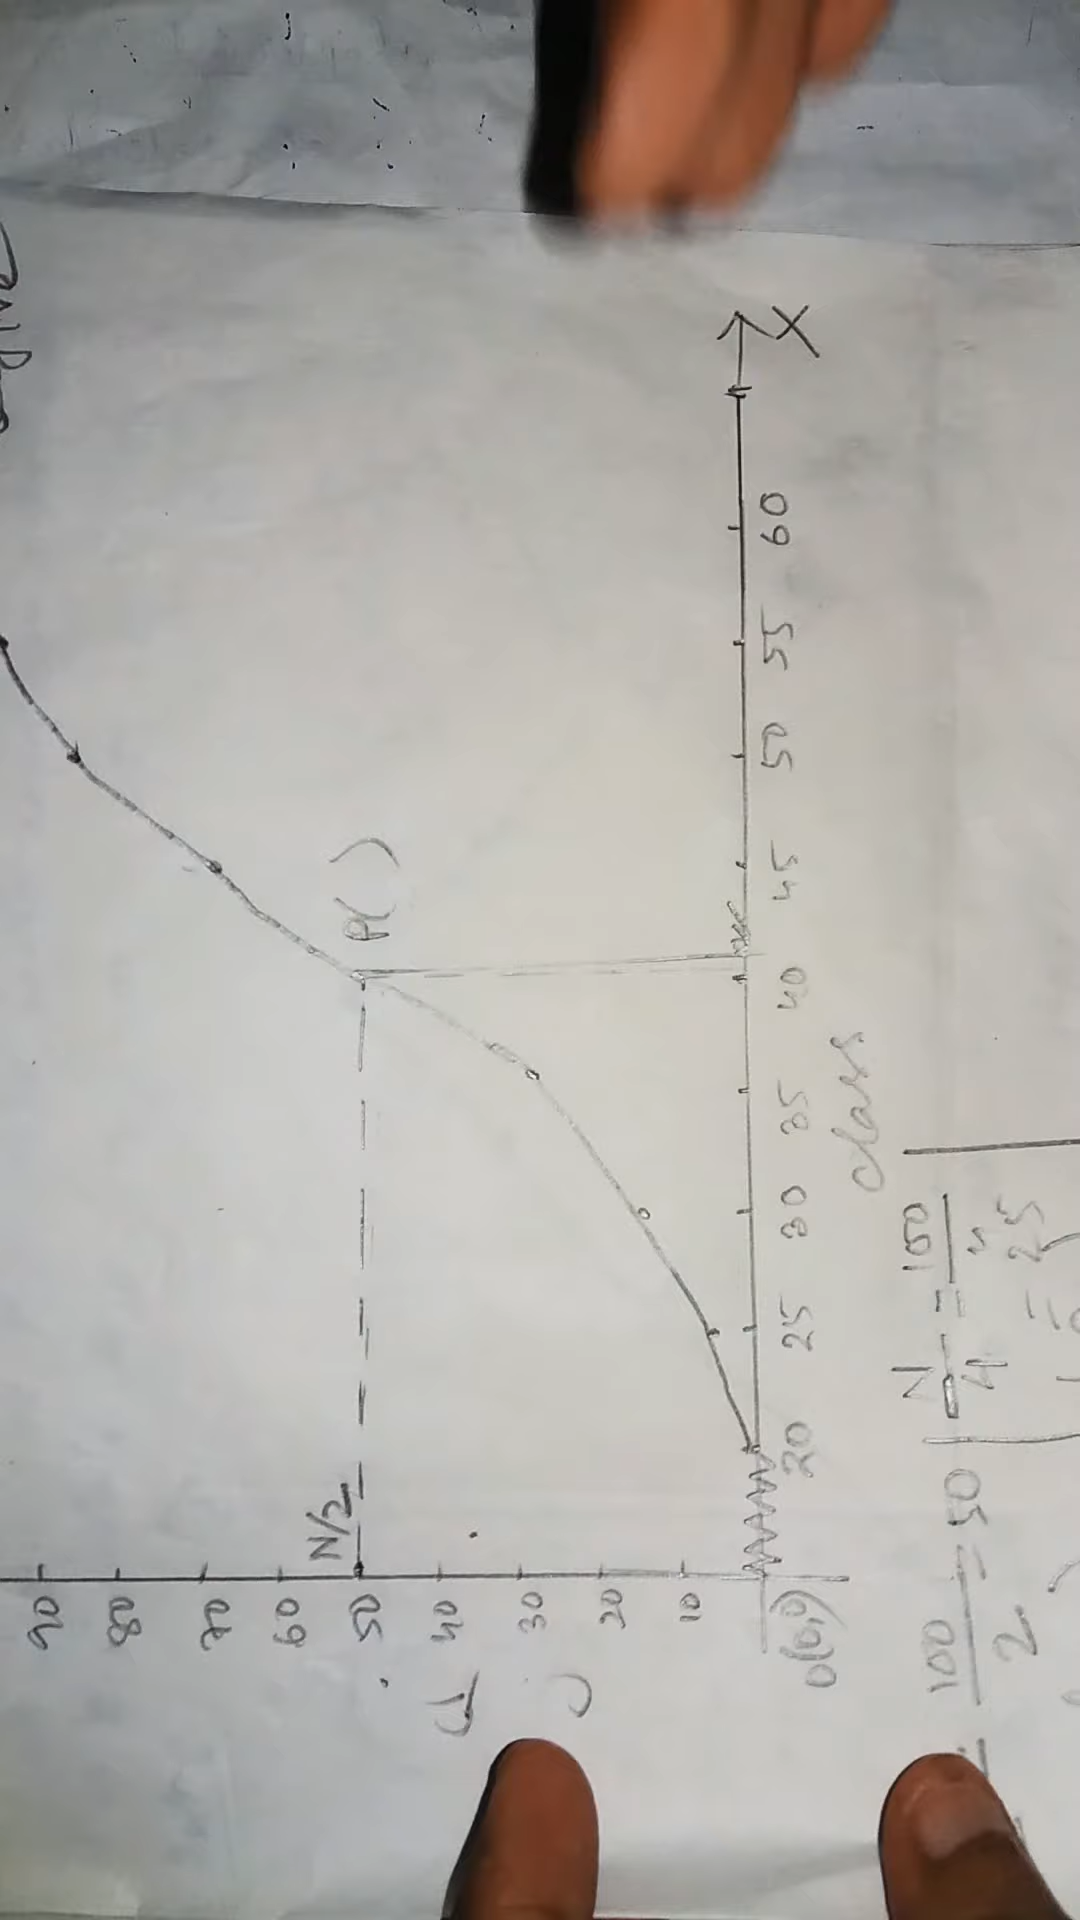 90
80
70
60
50
40
30
20
10
N/2
P( )
CJ
O(0,0)
20 25 30 35 40 45 50 55 60
X
class
= 100/2 = 50
N/4 = 100/4
= 25